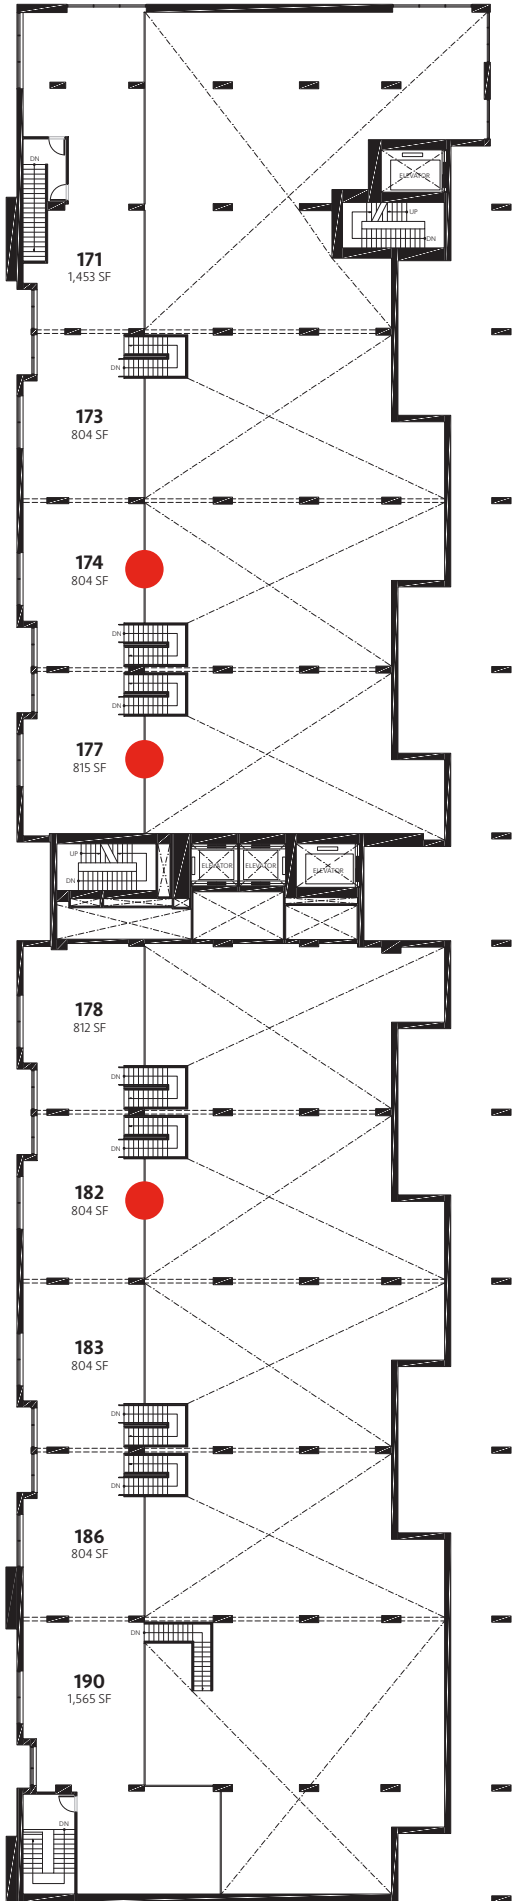 DN
ELEVATOR
UP
DN
171
1,453 SF
DN
173
804 SF
174
804 SF
DN
DN
177
815 SF
UP
DN
ELEVATOR
ELEVATOR
ELEVATOR
178
812 SF
DN
DN
182
804 SF
183
804 SF
DN
DN
186
804 SF
DN
190
1,565 SF
DN